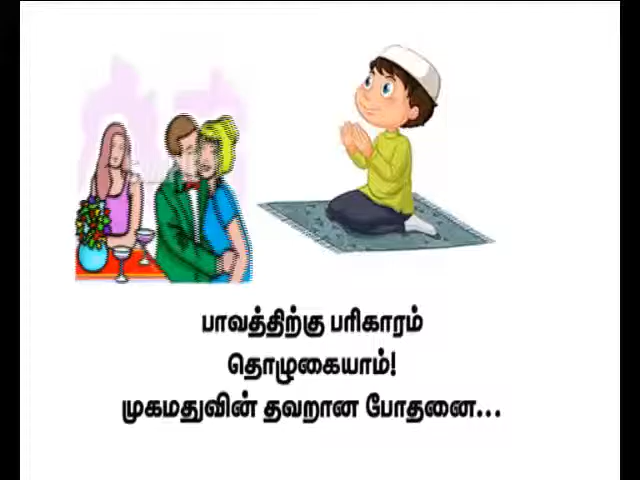 பாவத்திற்கு பரிகாரம்
தொழுகையாம்!
முகமதுவின் தவறான போதனை...